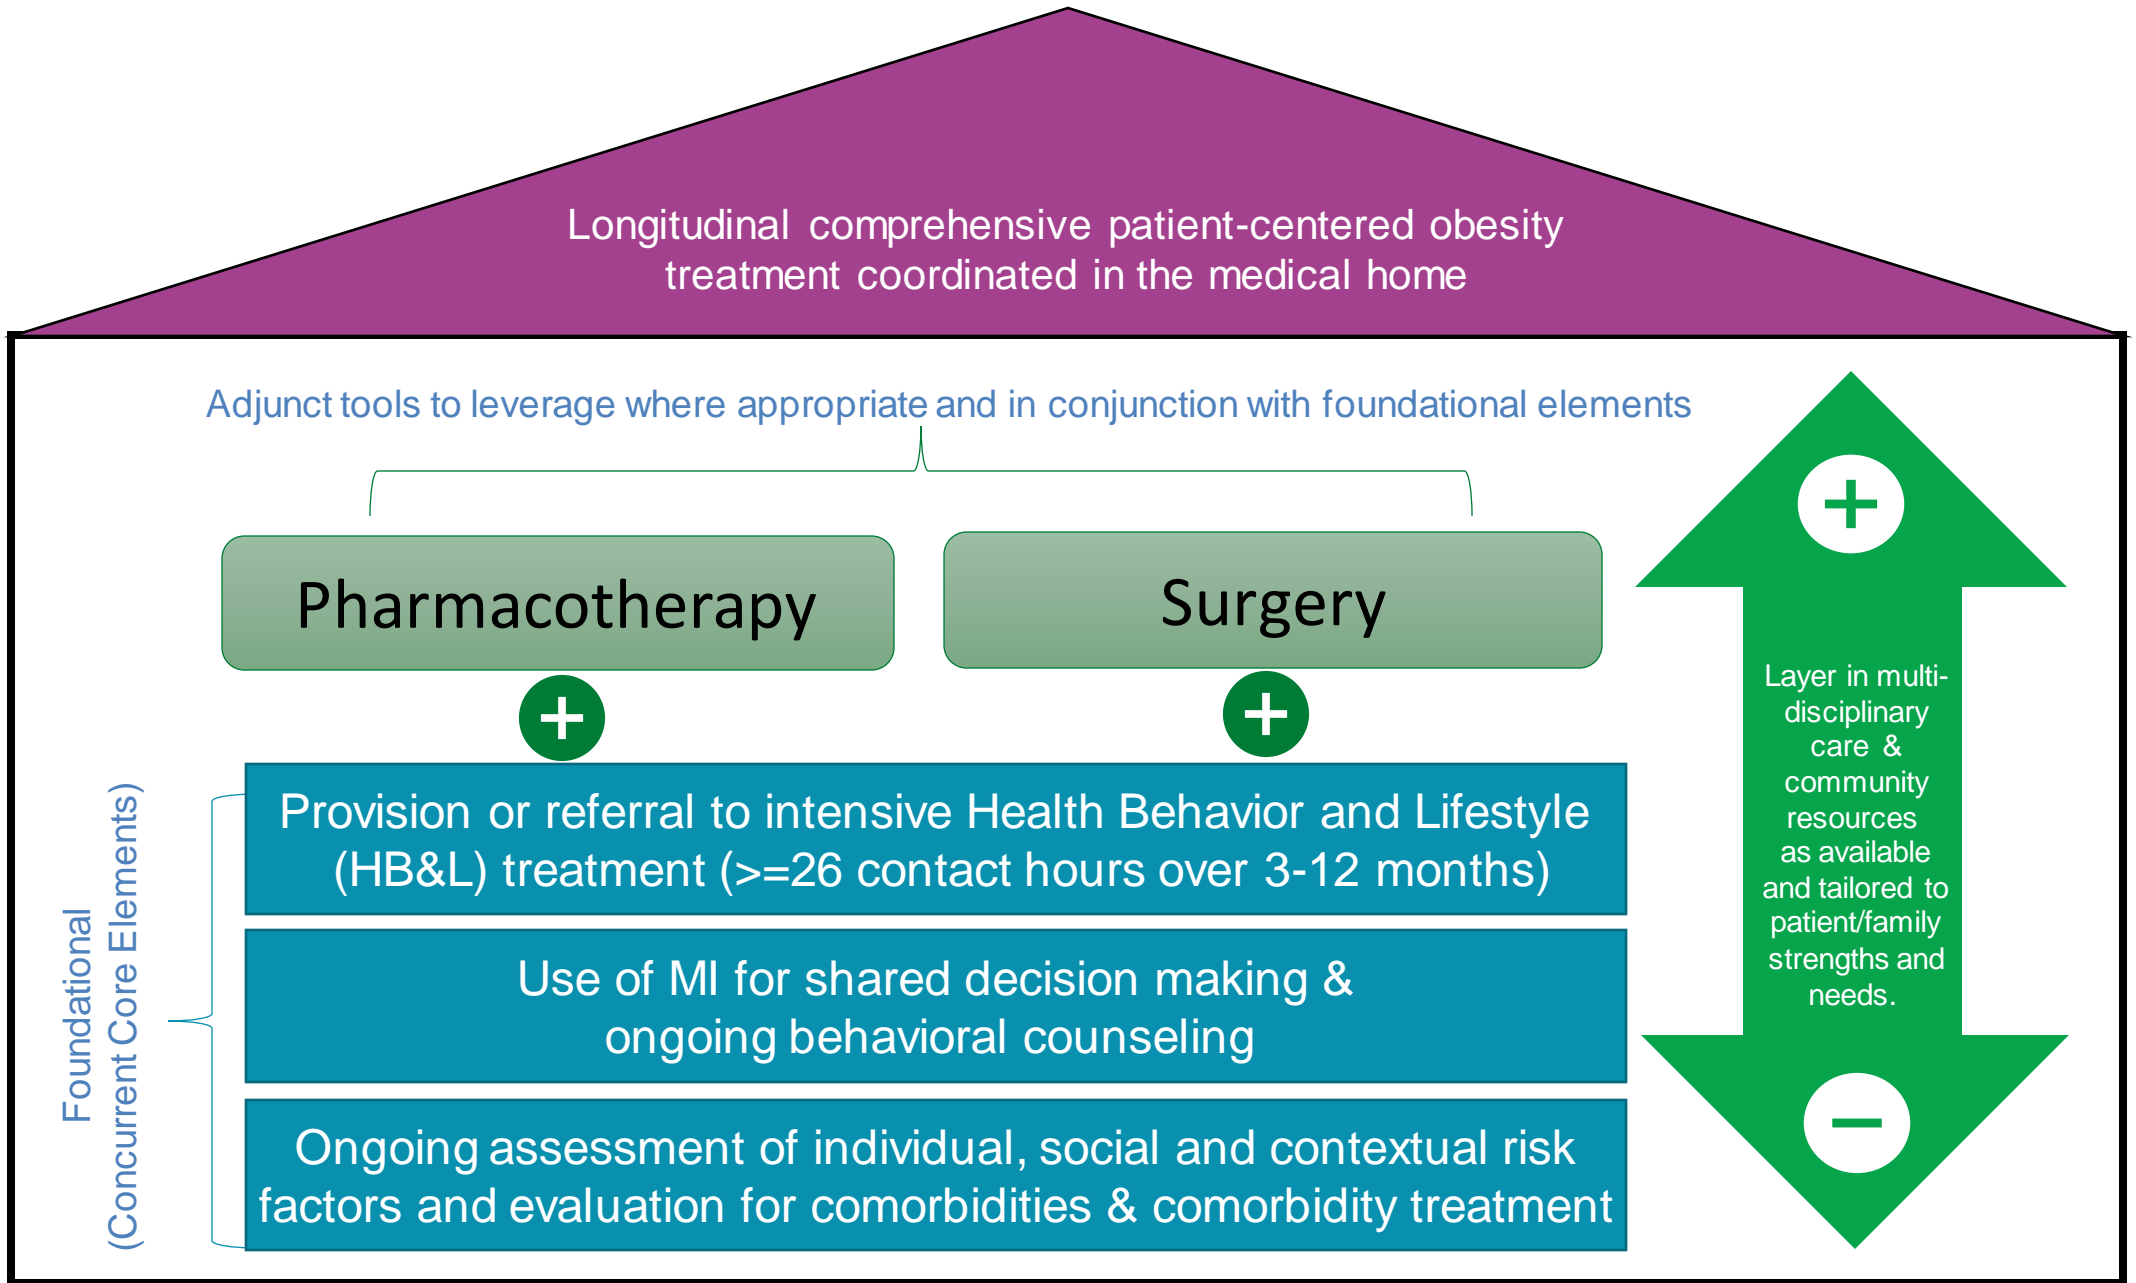 Longitudinal comprehensive patient-centered obesity
treatment coordinated in the medical home
Adjunct tools to leverage where appropriate and in conjunction with foundational elements
Pharmacotherapy
Surgery
+
+
Foundational
(Concurrent Core Elements)
Provision or referral to intensive Health Behavior and Lifestyle
(HB&L) treatment (>=26 contact hours over 3-12 months)
Use of MI for shared decision making &
ongoing behavioral counseling
Ongoing assessment of individual, social and contextual risk
factors and evaluation for comorbidities & comorbidity treatment
+
Layer in multi-
disciplinary
care &
community
resources
as available
and tailored to
patient/family
strengths and
needs.
−